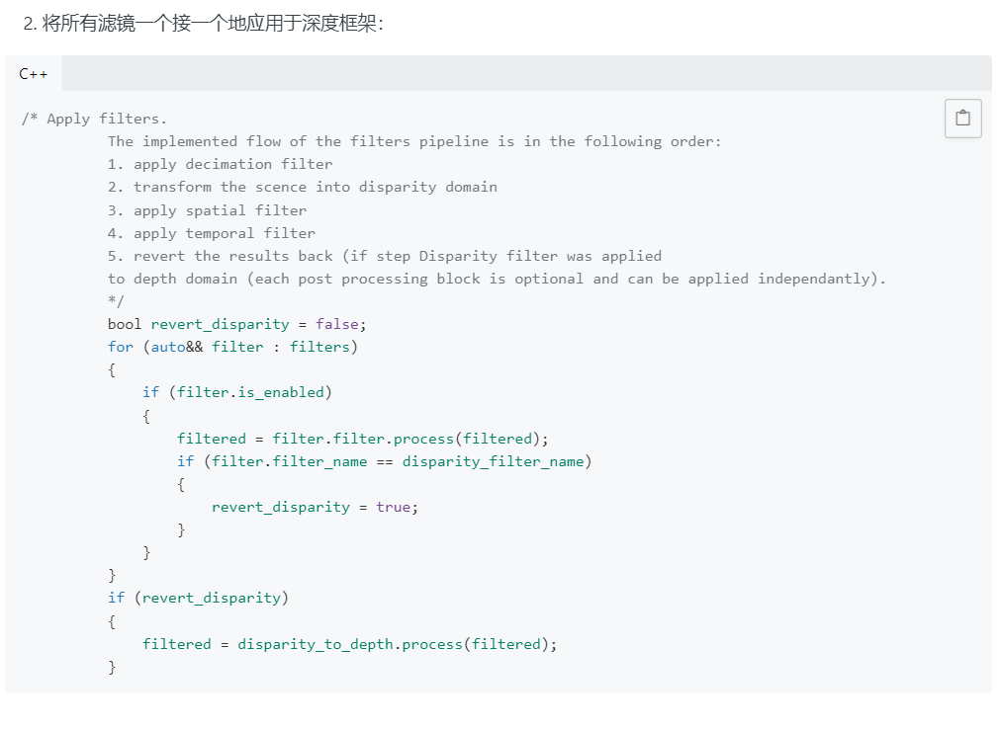 2. 将所有滤镜一个接一个地应用于深度框架：
C++
/* Apply filters.
The implemented flow of the filters pipeline is in the following order:
1. apply decimation filter
2. transform the scence into disparity domain
3. apply spatial filter
4. apply temporal filter
5. revert the results back (if step Disparity filter was applied
to depth domain (each post processing block is optional and can be applied independantly).
*/
bool revert_disparity = false;
for (auto&& filter : filters)
{
if (filter.is_enabled)
{
filtered = filter.filter.process(filtered);
if (filter.filter_name == disparity_filter_name)
{
revert_disparity = true;
}
}
}
if (revert_disparity)
{
filtered = disparity_to_depth.process(filtered);
}